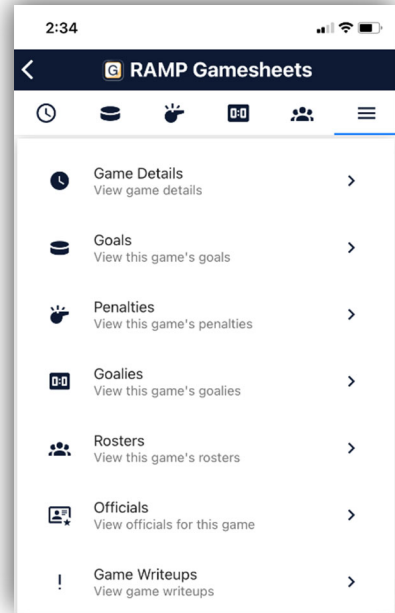 2:34
G RAMP Gamesheets
0:0
Game Details
View game details
Goals
View this game's goals
Penalties
View this game's penalties
0:0
Goalies
View this game's goalies
Rosters
View this game's rosters
Officials
View officials for this game
Game Writeups
View game writeups